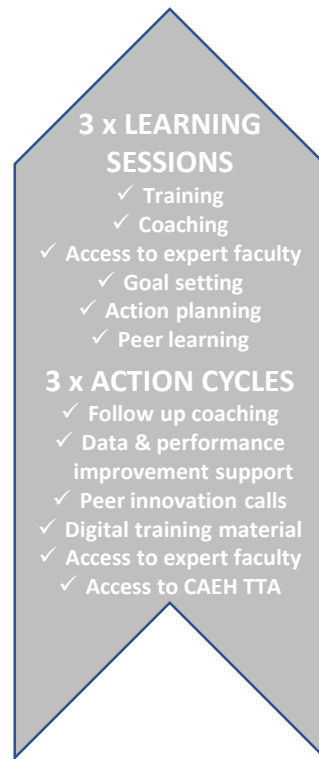 3 x LEARNING
SESSIONS
✓ Training
✓ Coaching
✓ Access to expert faculty
✓ Goal setting
✓ Action planning
✓ Peer learning
3 x ACTION CYCLES
✓ Follow up coaching
✓ Data & performance
improvement support
✓ Peer innovation calls
✓ Digital training material
✓ Access to expert faculty
✓ Access to CAEH TTA